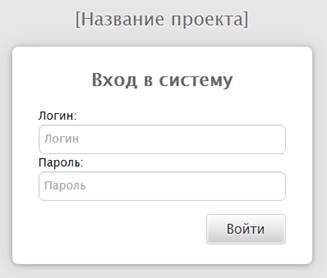 [Название проекта]
Вход в систему
Логин:
Логин
Пароль:
Пароль
Войти